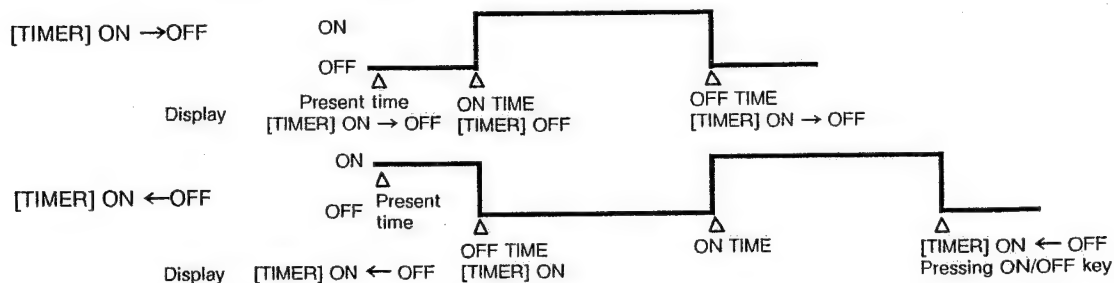 [TIMER] ON →OFF
ON
OFF
Display
Present time
[TIMER] ON → OFF
ON TIME
[TIMER] OFF
OFF TIME
[TIMER] ON → OFF
[TIMER] ON ←OFF
ON
OFF
Present
time
Display
[TIMER] ON ← OFF
OFF TIME
[TIMER] ON
ON TIME
[TIMER] ON ← OFF
Pressing ON/OFF key